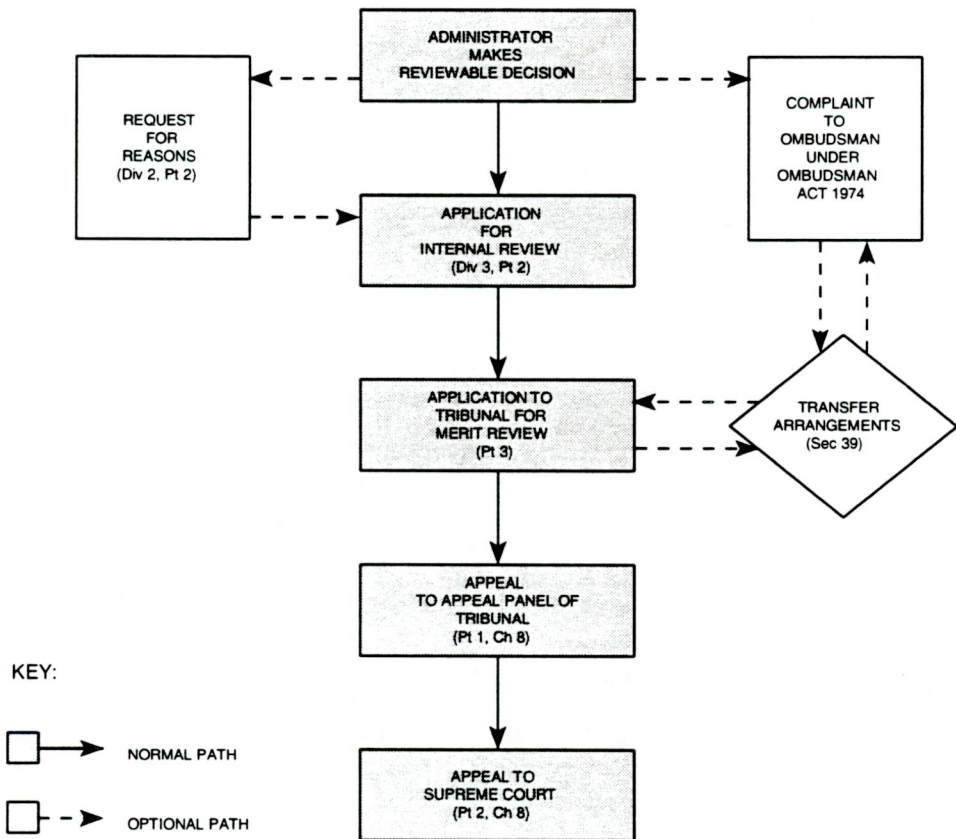 ADMINISTRATOR
MAKES
REVIEWABLE DECISION
REQUEST
FOR
REASONS
(Div 2, Pt 2)
COMPLAINT
TO
OMBUDSMAN
UNDER
OMBUDSMAN
ACT 1974
APPLICATION
FOR
INTERNAL REVIEW
(Div 3, Pt 2)
APPLICATION TO
TRIBUNAL FOR
MERIT REVIEW
(Pt 3)
TRANSFER
ARRANGEMENTS
(Sec 39)
APPEAL
TO APPEAL PANEL OF
TRIBUNAL
(Pt 1, Ch 8)
APPEAL TO
SUPREME COURT
(Pt 2, Ch 8)
KEY:
NORMAL PATH
OPTIONAL PATH